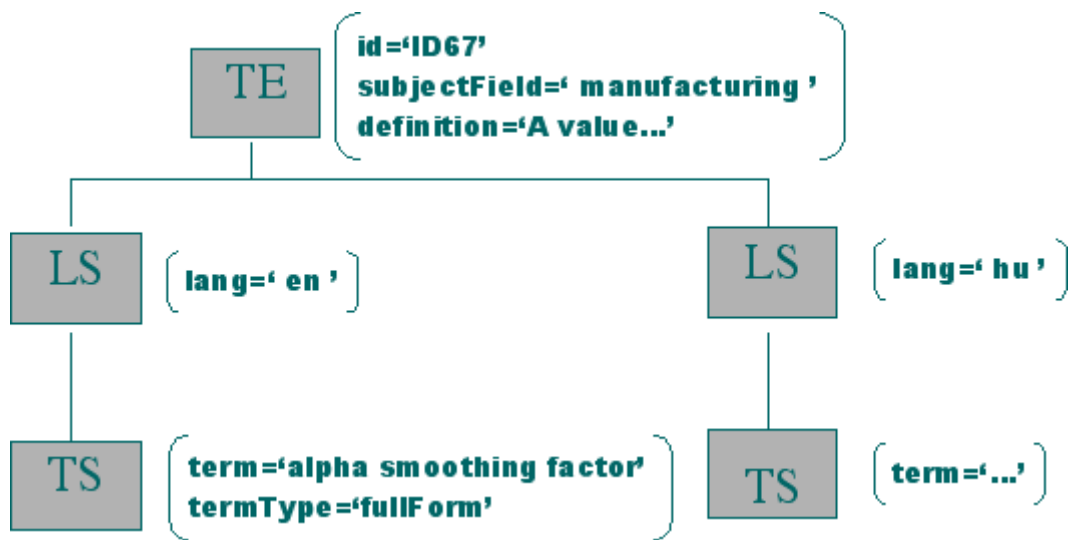 TE
id=‘ID67’
subjectField=‘ manufacturing ’
definition=‘A value...’
LS
lang=‘ en ’
LS
lang=‘ hu ’
TS
term=‘alpha smoothing factor’
termType=‘fullForm’
TS
term=‘...’